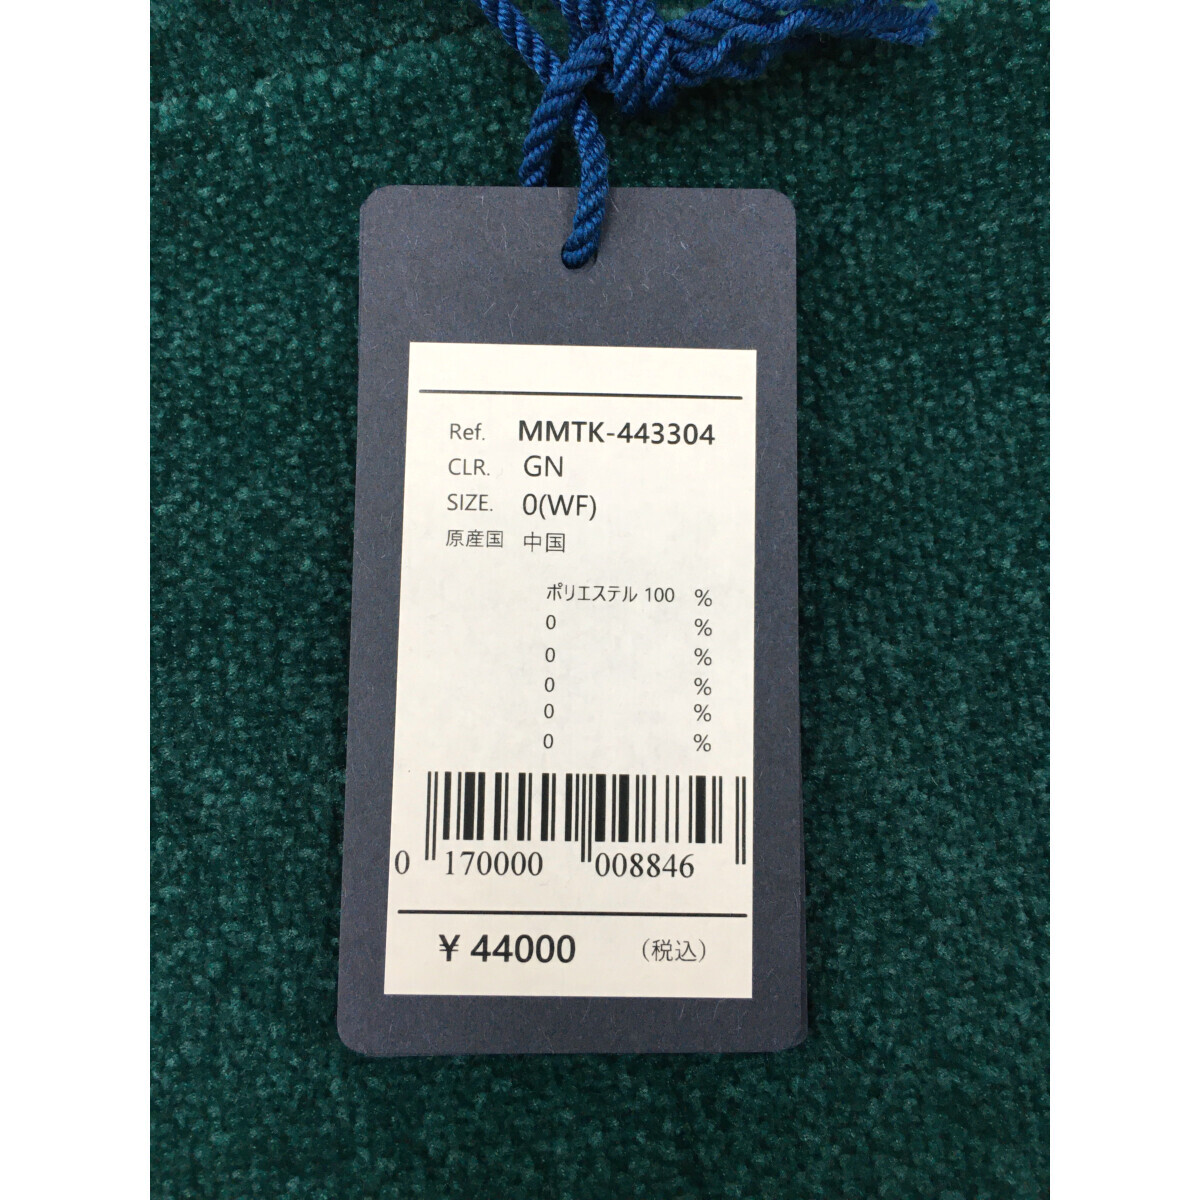 Ref. MMTK-443304
CLR. GN
SIZE. 0(WF)
原産国 中国
ポリエステル 100 %
0 %
0 %
0 %
0 %
0 %
0 170000 008846
¥ 44000 (税込)